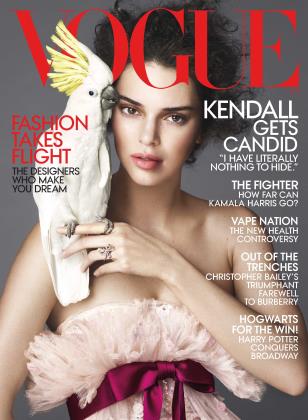 VOGUE
FASHION
TAKES
FLIGHT
THE DESIGNERS
WHO MAKE
YOU DREAM
KENDALL
GETS
CANDID
"I HAVE LITERALLY
NOTHING TO HIDE."
THE FIGHTER
HOW FAR CAN
KAMALA HARRIS GO?
VAPE NATION
THE NEW HEALTH
CONTROVERSY
OUT OF THE
TRENCHES
CHRISTOPHER BAILEY'S
TRIUMPHANT
FAREWELL
TO BURBERRY
HOGWARTS
FOR THE WIN!
HARRY POTTER
CONQUERS
BROADWAY